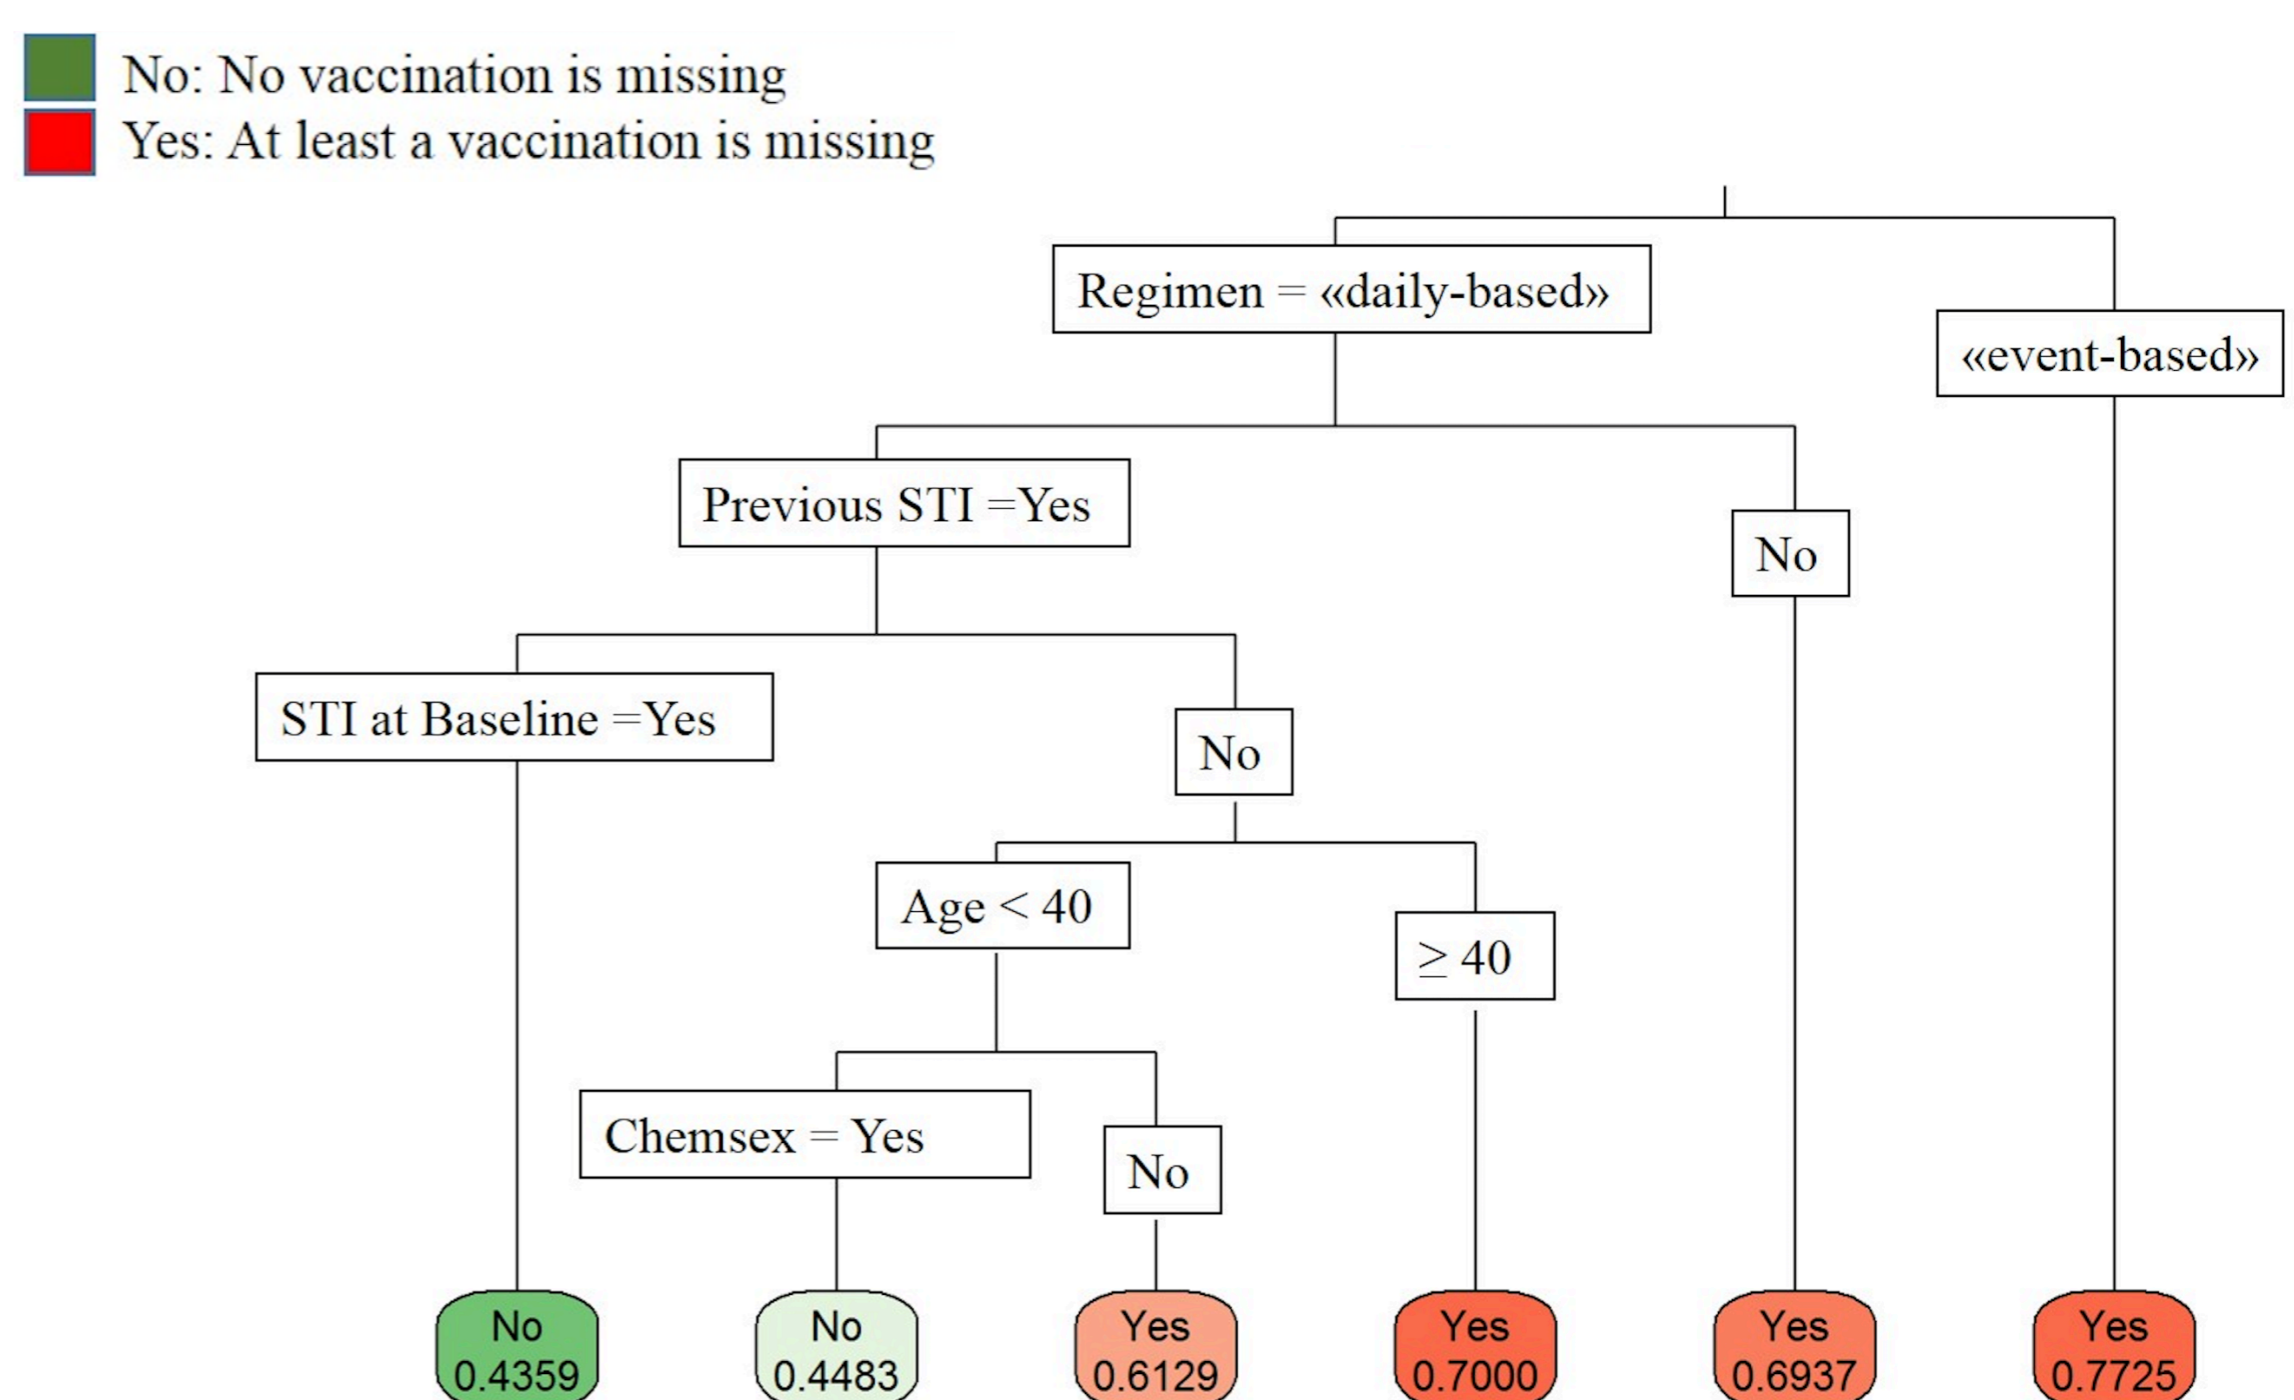 No: No vaccination is missing
Yes: At least a vaccination is missing
Regimen = «daily-based»
«event-based»
Previous STI =Yes
No
STI at Baseline =Yes
No
Age < 40
≥ 40
Chemsex = Yes
No
No
0.4359
No
0.4483
Yes
0.6129
Yes
0.7000
Yes
0.6937
Yes
0.7725